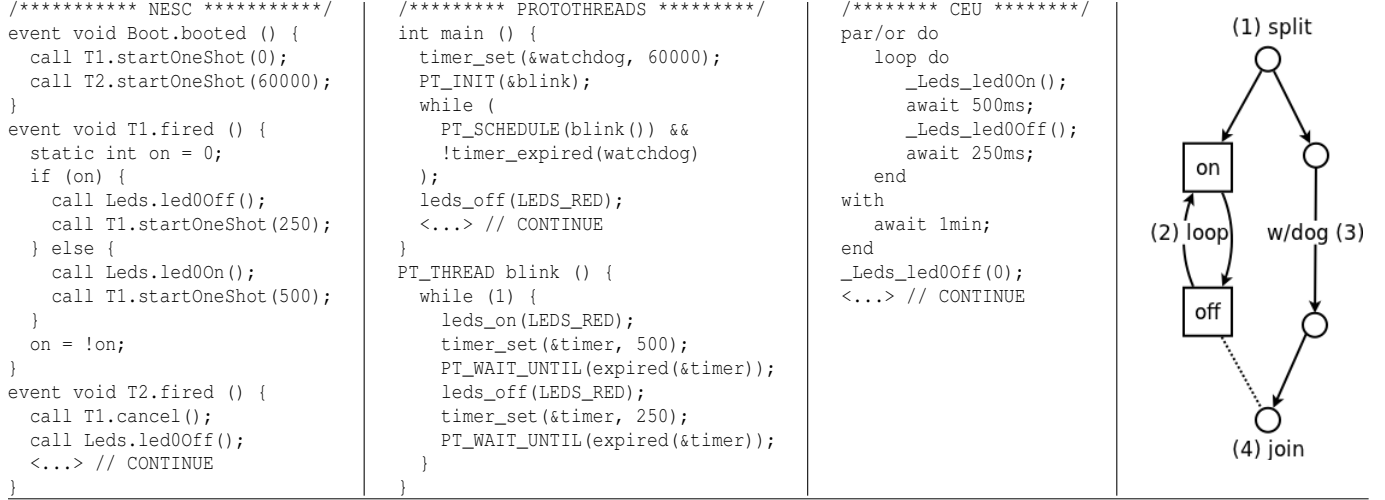 /*********** NESC ***********/
event void Boot.booted () {
  call T1.startOneShot(0);
  call T2.startOneShot(60000);
}
event void T1.fired () {
  static int on = 0;
  if (on) {
    call Leds.led0Off();
    call T1.startOneShot(250);
  } else {
    call Leds.led0On();
    call T1.startOneShot(500);
  }
  on = !on;
}
event void T2.fired () {
  call T1.cancel();
  call Leds.led0Off();
  <...> // CONTINUE
}
/********* PROTOTHREADS *********/
int main () {
  timer_set(&watchdog, 60000);
  PT_INIT(&blink);
  while (
    PT_SCHEDULE(blink()) &&
    !timer_expired(watchdog)
  );
  leds_off(LEDS_RED);
  <...> // CONTINUE
}
PT_THREAD blink () {
  while (1) {
    leds_on(LEDS_RED);
    timer_set(&timer, 500);
    PT_WAIT_UNTIL(expired(&timer));
    leds_off(LEDS_RED);
    timer_set(&timer, 250);
    PT_WAIT_UNTIL(expired(&timer));
  }
}
/******** CEU ********/
par/or do
   loop do
      _Leds_led0On();
      await 500ms;
      _Leds_led0Off();
      await 250ms;
   end
with
   await 1min;
end
_Leds_led0Off(0);
<...> // CONTINUE
(1) split
on
(2) loop
w/dog (3)
off
(4) join